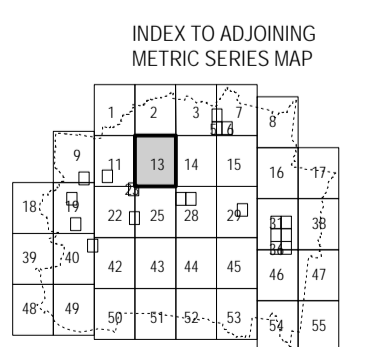 INDEX TO ADJOINING
METRIC SERIES MAP
1 2 3 7 8
5 6
9 11 13 14 15 16 17
18 19 22 25 28 29 31 38
39 40 42 43 44 45 46 47
48 49 50 51 52 53 54 55